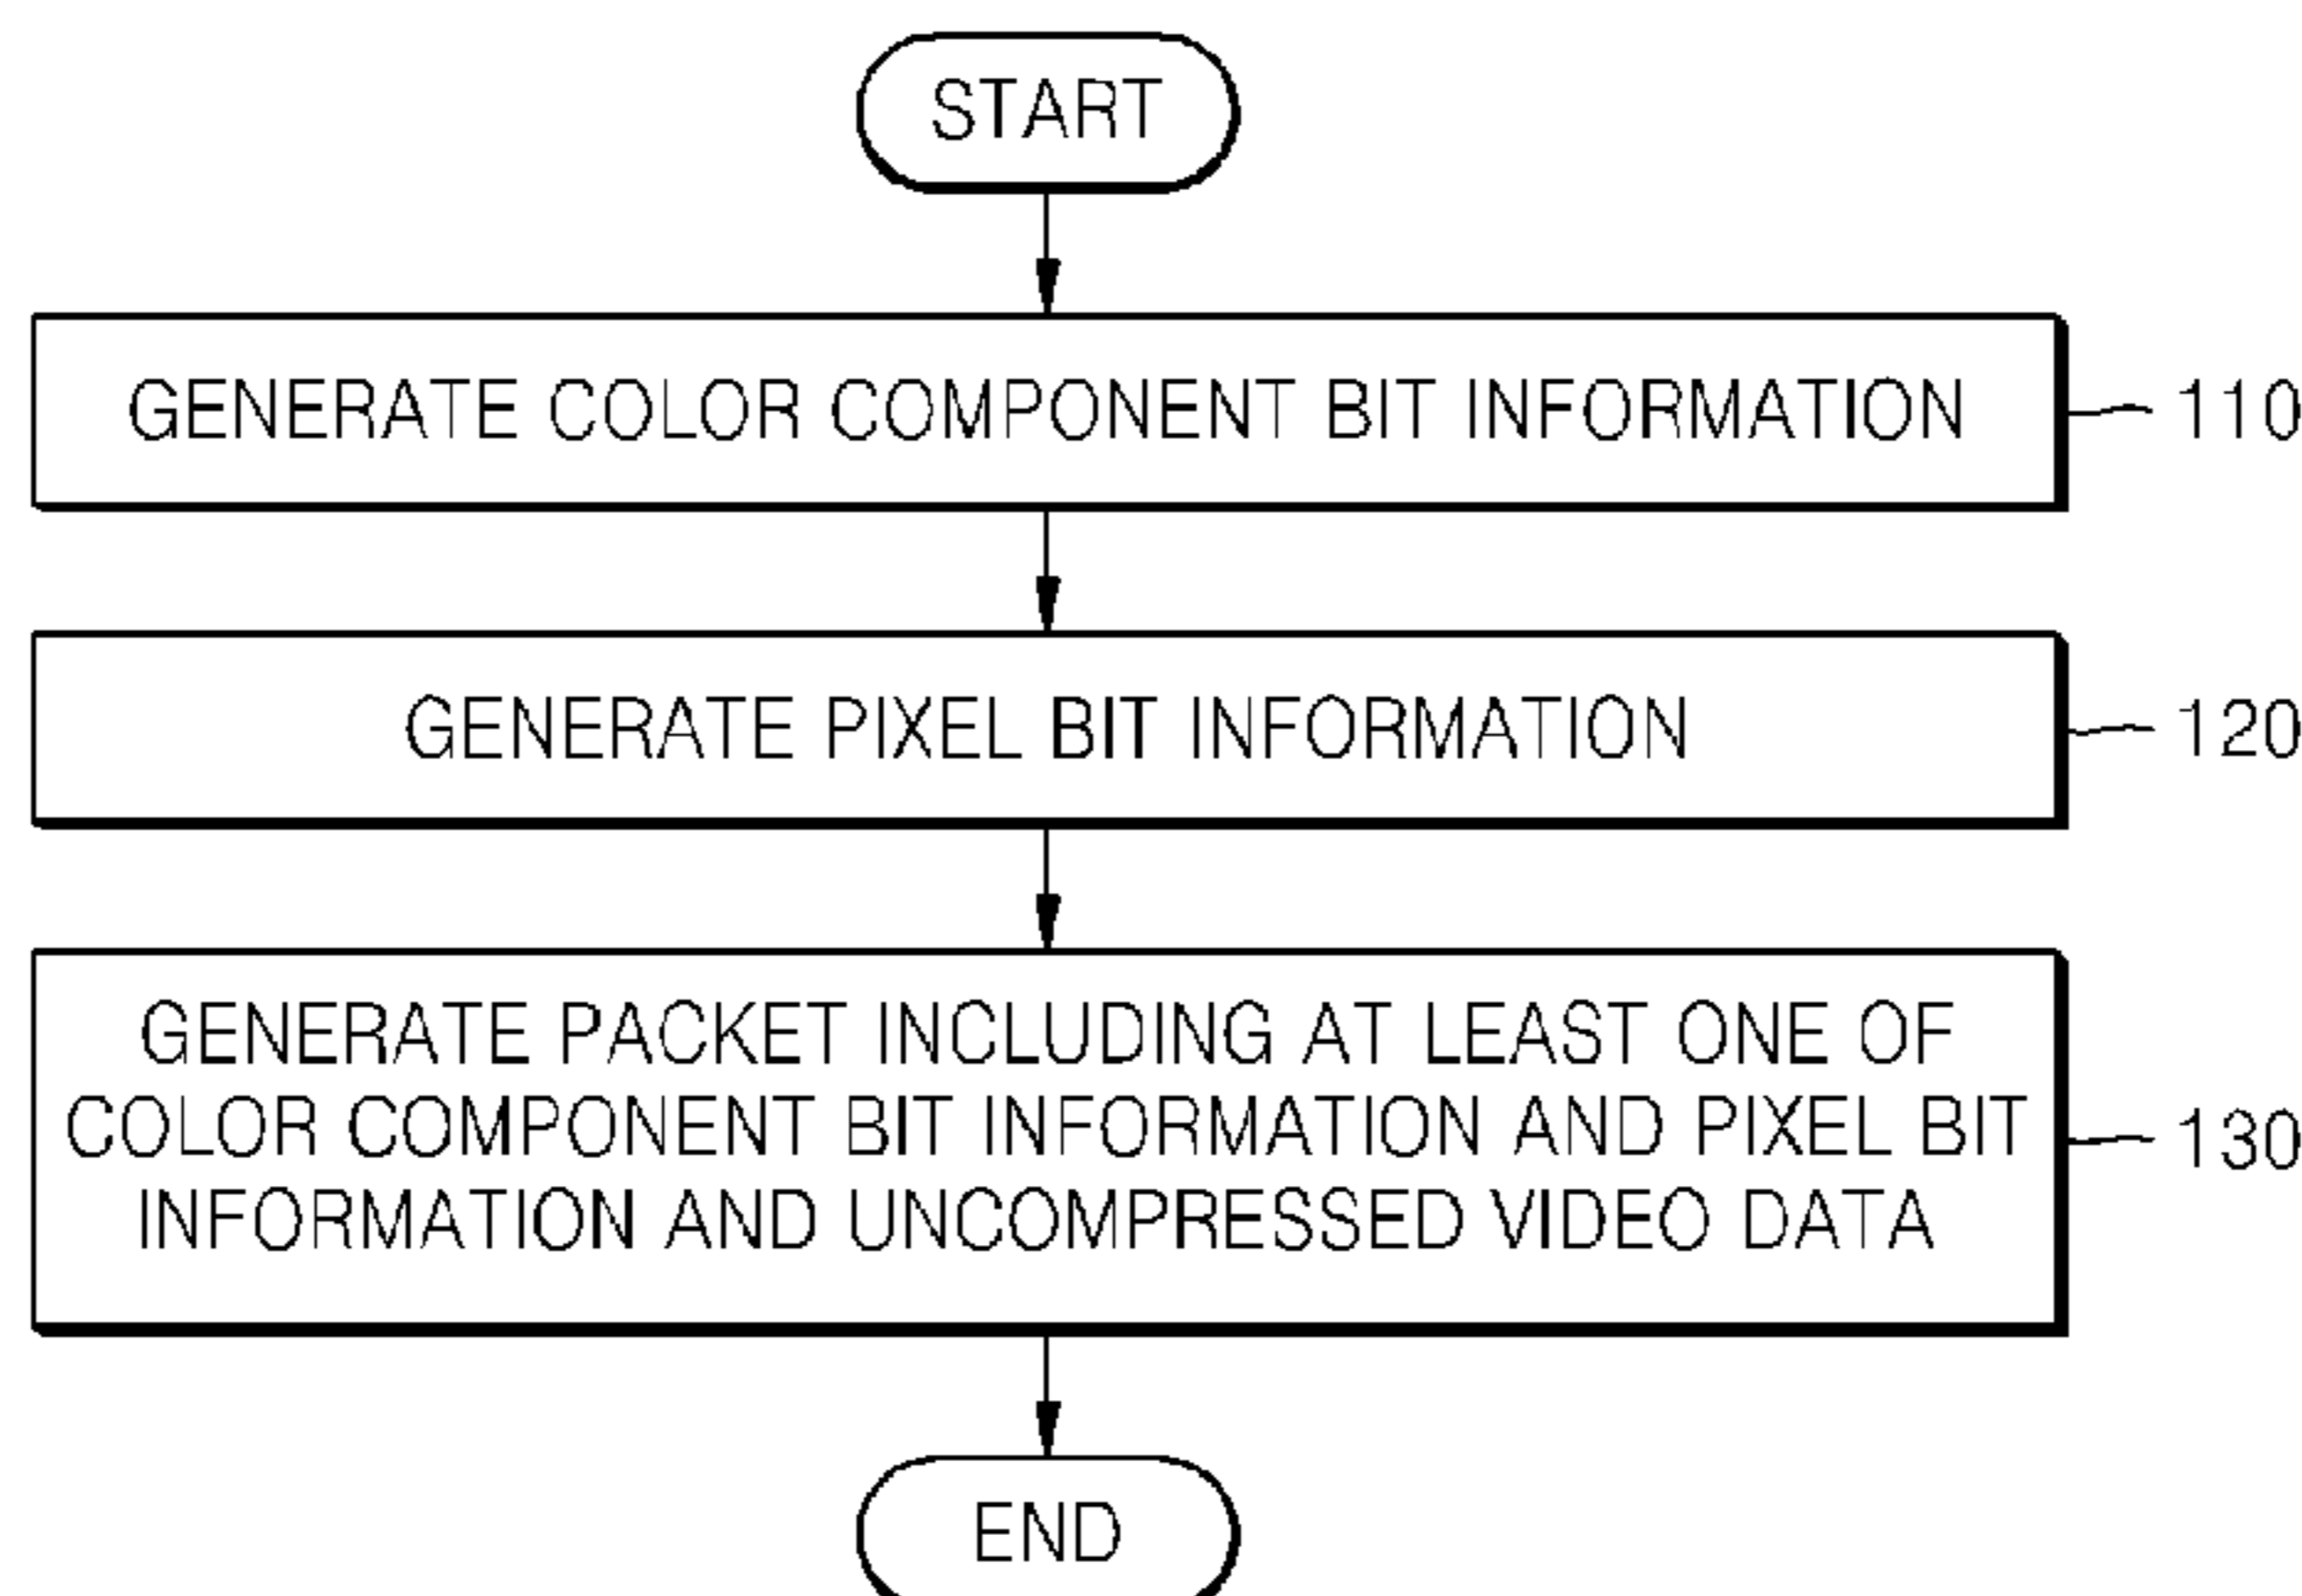 START
GENERATE COLOR COMPONENT BIT INFORMATION
110
GENERATE PIXEL BIT INFORMATION
120
GENERATE PACKET INCLUDING AT LEAST ONE OF
COLOR COMPONENT BIT INFORMATION AND PIXEL BIT
INFORMATION AND UNCOMPRESSED VIDEO DATA
130
END